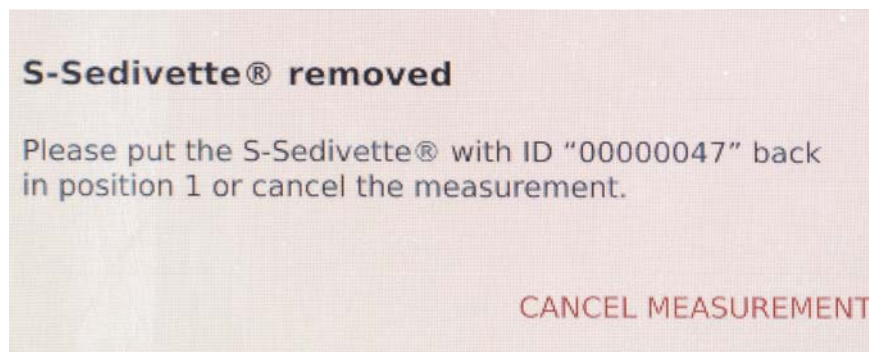 S-Sedivette® removed
Please put the S-Sedivette® with ID “00000047” back
in position 1 or cancel the measurement.
CANCEL MEASUREMENT